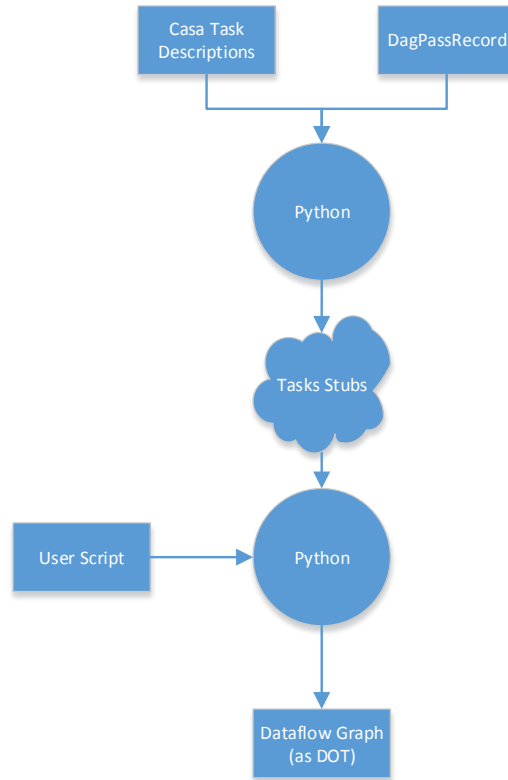 Casa Task
Descriptions
DagPassRecord
Python
Tasks Stubs
User Script
Python
Dataflow Graph
(as DOT)